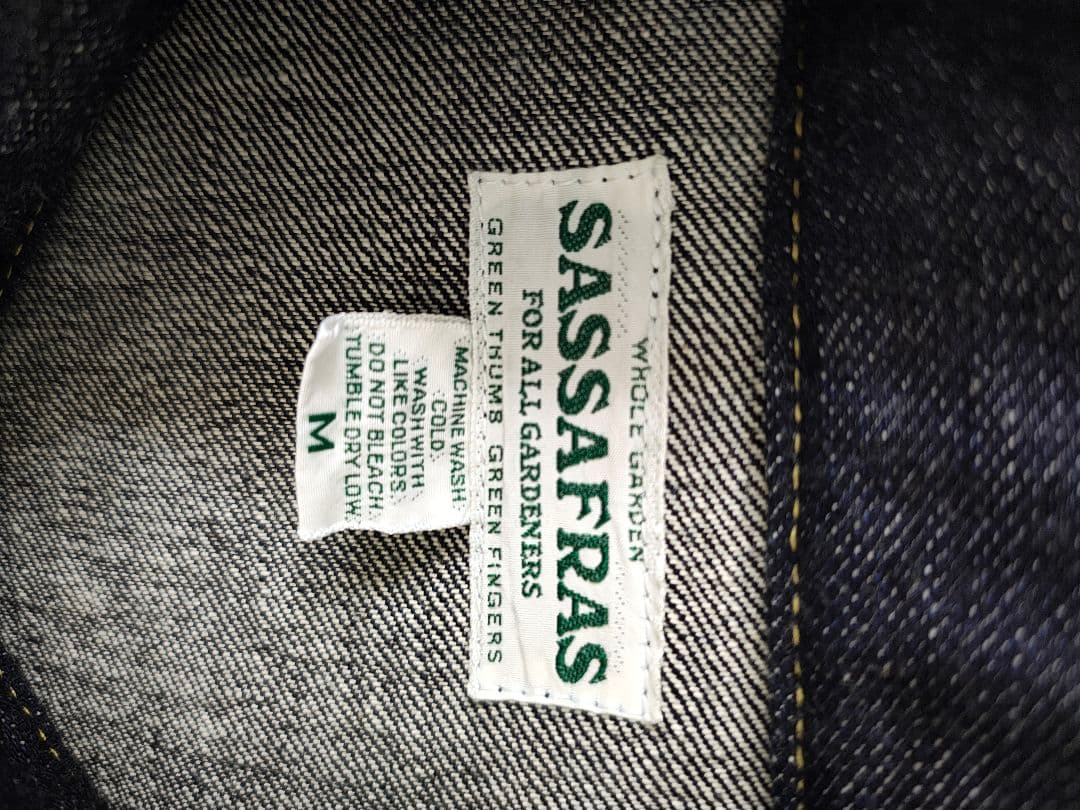 WHOLE GARDEN
SASSAFRAS
FOR ALL GARDENERS
GREEN THUMB GREEN FINGERS
MACHINE WASH
COLD.
WASH WITH
LIKE COLORS.
DO NOT BLEACH.
TUMBLE DRY LOW.
M